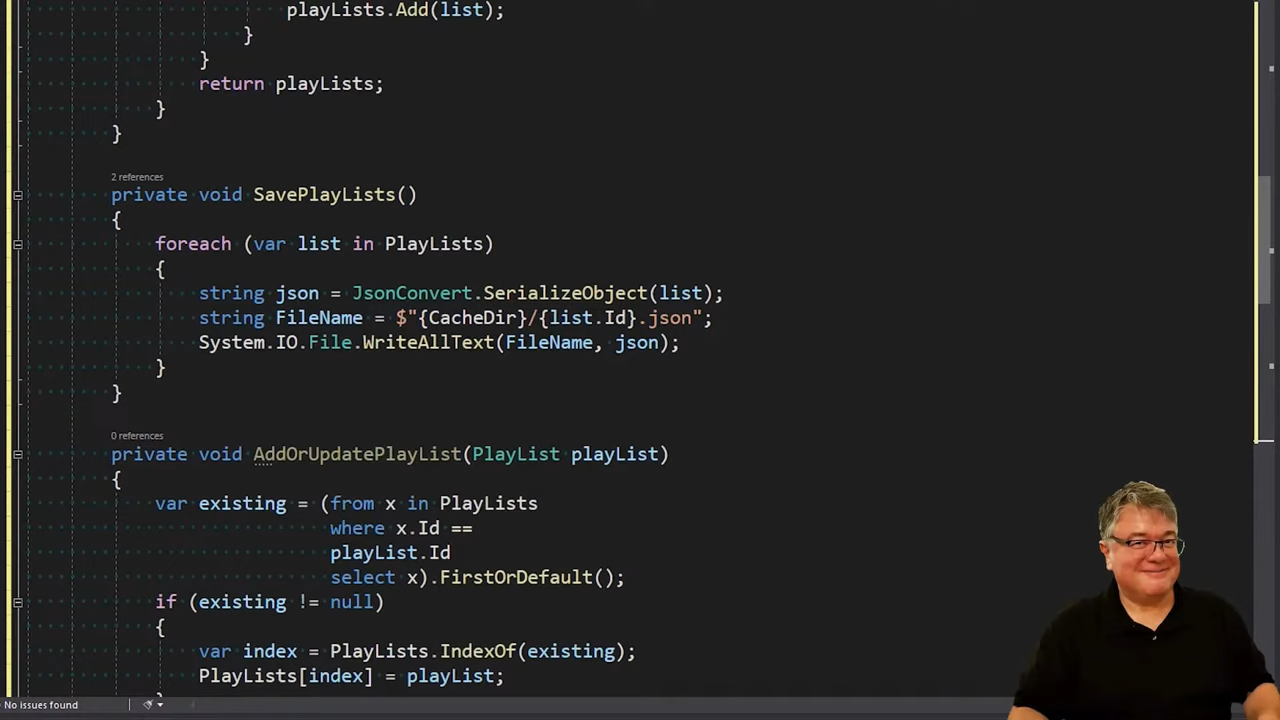 playLists.Add(list);
}
}
return playLists;
}
}
2 references
private void SavePlayLists()
{
foreach (var list in PlayLists)
{
string json = JsonConvert.SerializeObject(list);
string FileName = $"{CacheDir}/{list.Id}.json";
System.IO.File.WriteAllText(FileName, json);
}
}
0 references
private void AddOrUpdatePlayList(PlayList playList)
{
var existing = (from x in PlayLists
where x.Id ==
playList.Id
select x).FirstOrDefault();
if (existing != null)
{
var index = PlayLists.IndexOf(existing);
PlayLists[index] = playList;
}
No issues found